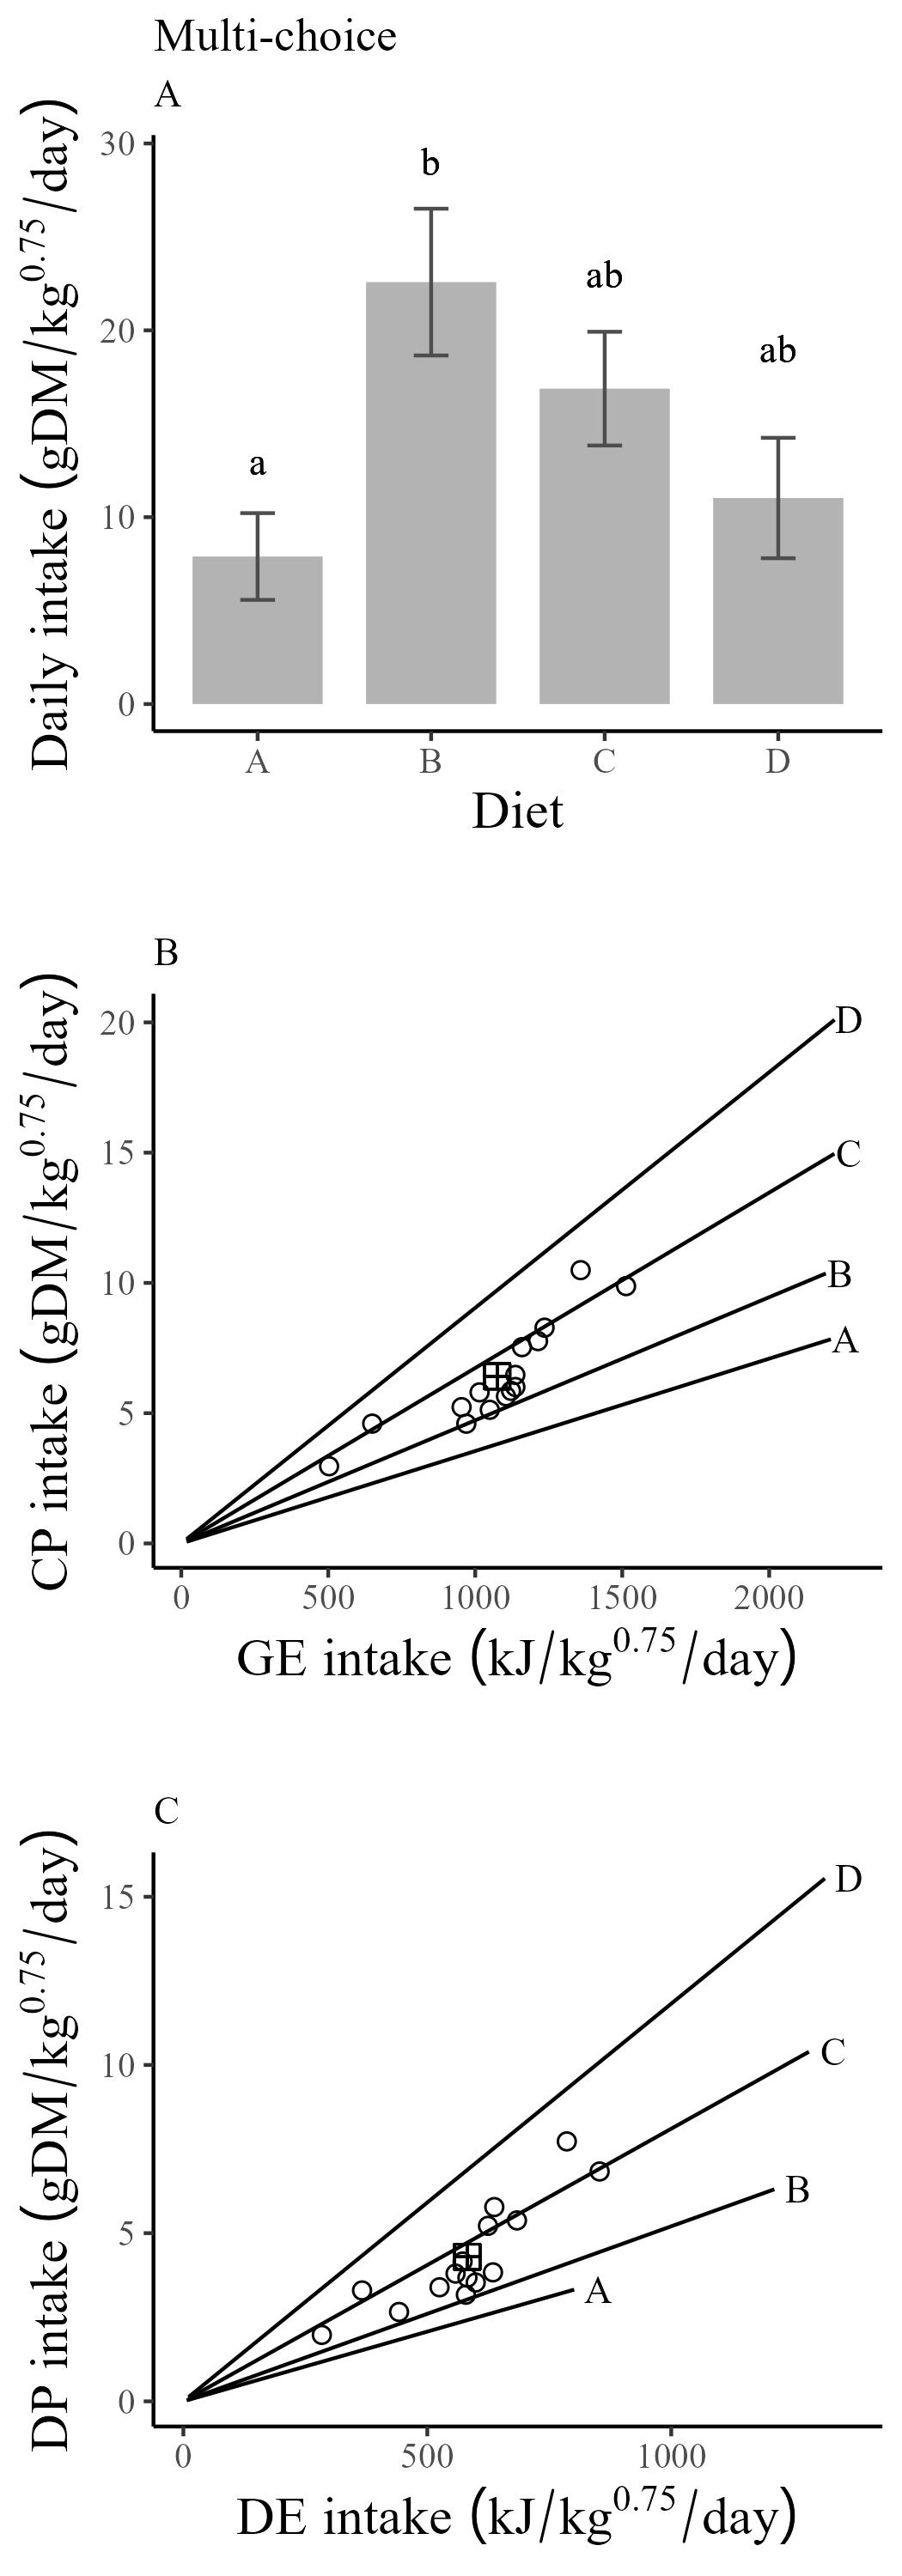 Multi-choice
A
Daily intake (gDM/kg^0.75/day)
30
20
10
0
a
b
ab
ab
A B C D
Diet
B
CP intake (gDM/kg^0.75/day)
20
15
10
5
0
D
C
B
A
0 500 1000 1500 2000
GE intake (kJ/kg^0.75/day)
C
DP intake (gDM/kg^0.75/day)
15
10
5
0
D
C
B
A
0 500 1000
DE intake (kJ/kg^0.75/day)